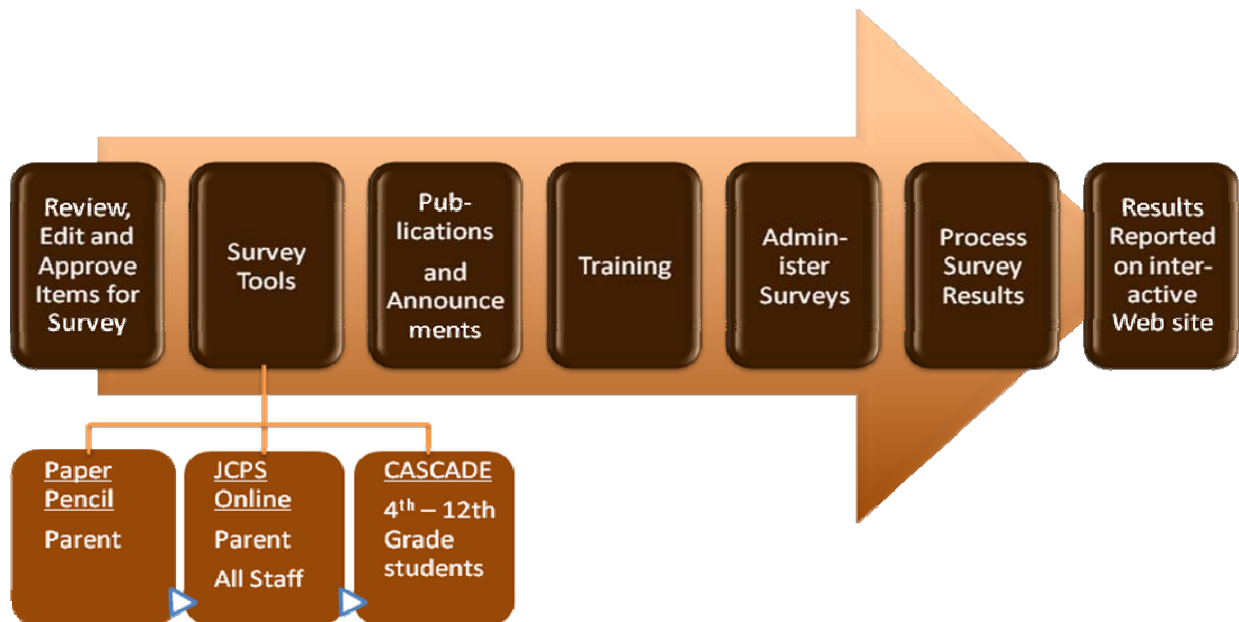 Review,
Edit and
Approve
Items for
Survey
Survey
Tools
Pub-
lications
and
Announce
ments
Training
Admin-
ister
Surveys
Process
Survey
Results
Results
Reported
on inter-
active
Web site
Paper
Pencil
Parent
JCPS
Online
Parent
All Staff
CASCADE
4th – 12th
Grade
students